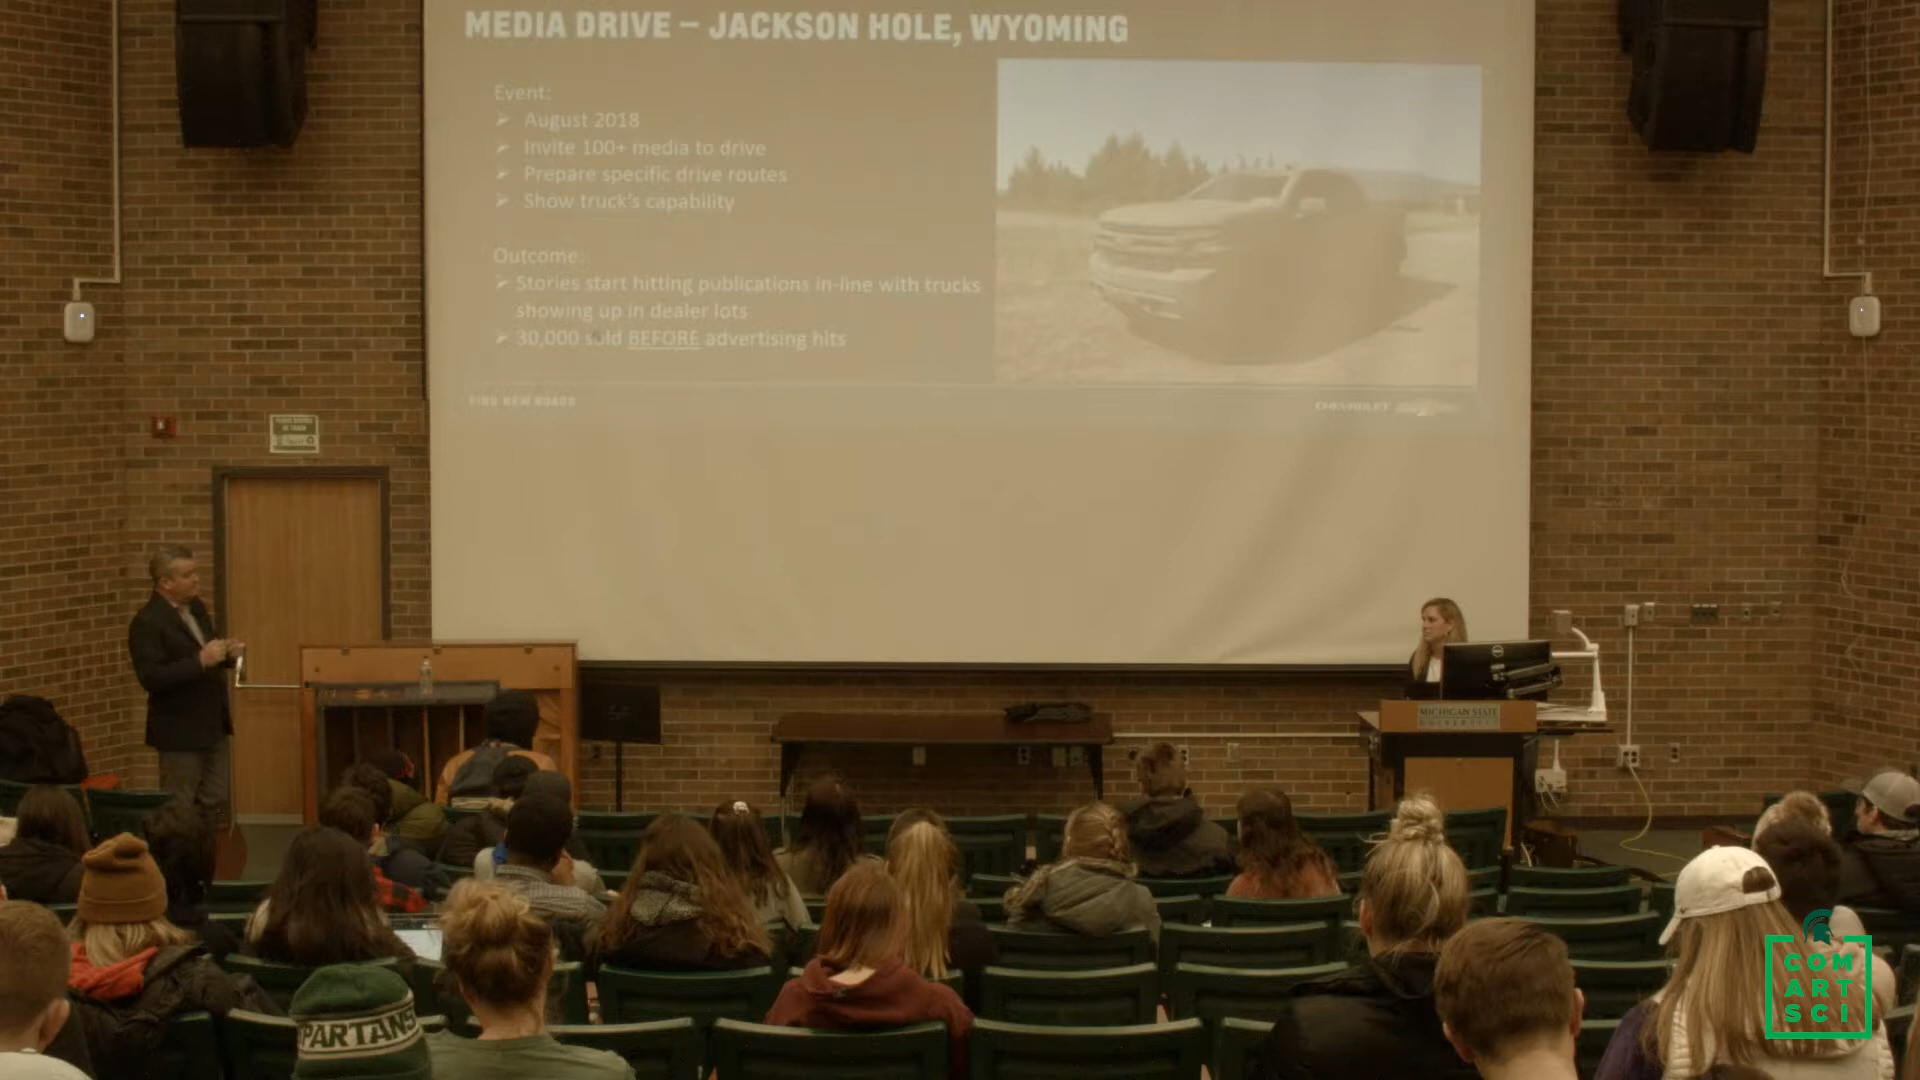 MEDIA DRIVE – JACKSON HOLE, WYOMING
Event:
➢ August 2018
➢ Invite 100+ media to drive
➢ Prepare specific drive routes
➢ Show truck's capability
Outcome:
➢ Stories start hitting publications in-line with trucks
showing up in dealer lots
➢ 30,000 sold BEFORE advertising hits
FIND NEW ROADS
CHEVROLET
MICHIGAN STATE
UNIVERSITY
SPARTANS
COM
ART
SCI